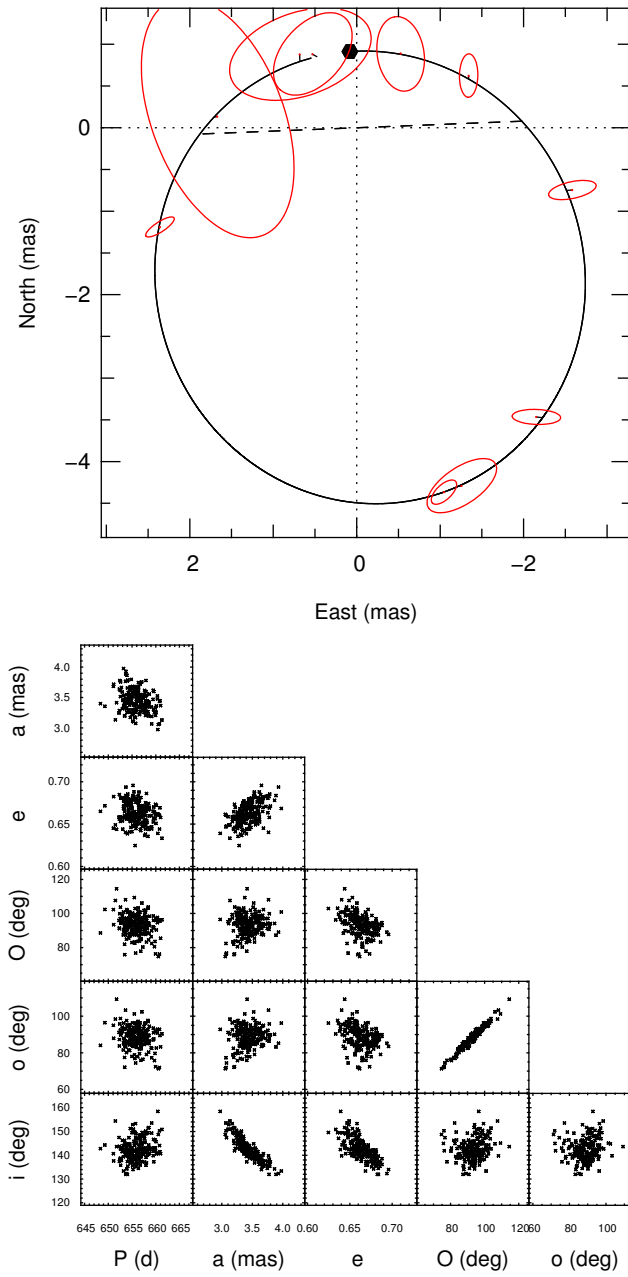 0
−2
−4
North (mas)
2 0 −2
East (mas)
4.0
3.5
3.0
a (mas)
0.70
0.65
0.60
e
120
100
80
O (deg)
100
80
60
o (deg)
160
150
140
130
120
i (deg)
645 650 655 660 665 3.0 3.5 4.0 0.60 0.65 0.70 80 100 120 60 80 100
P (d) a (mas) e O (deg) o (deg)